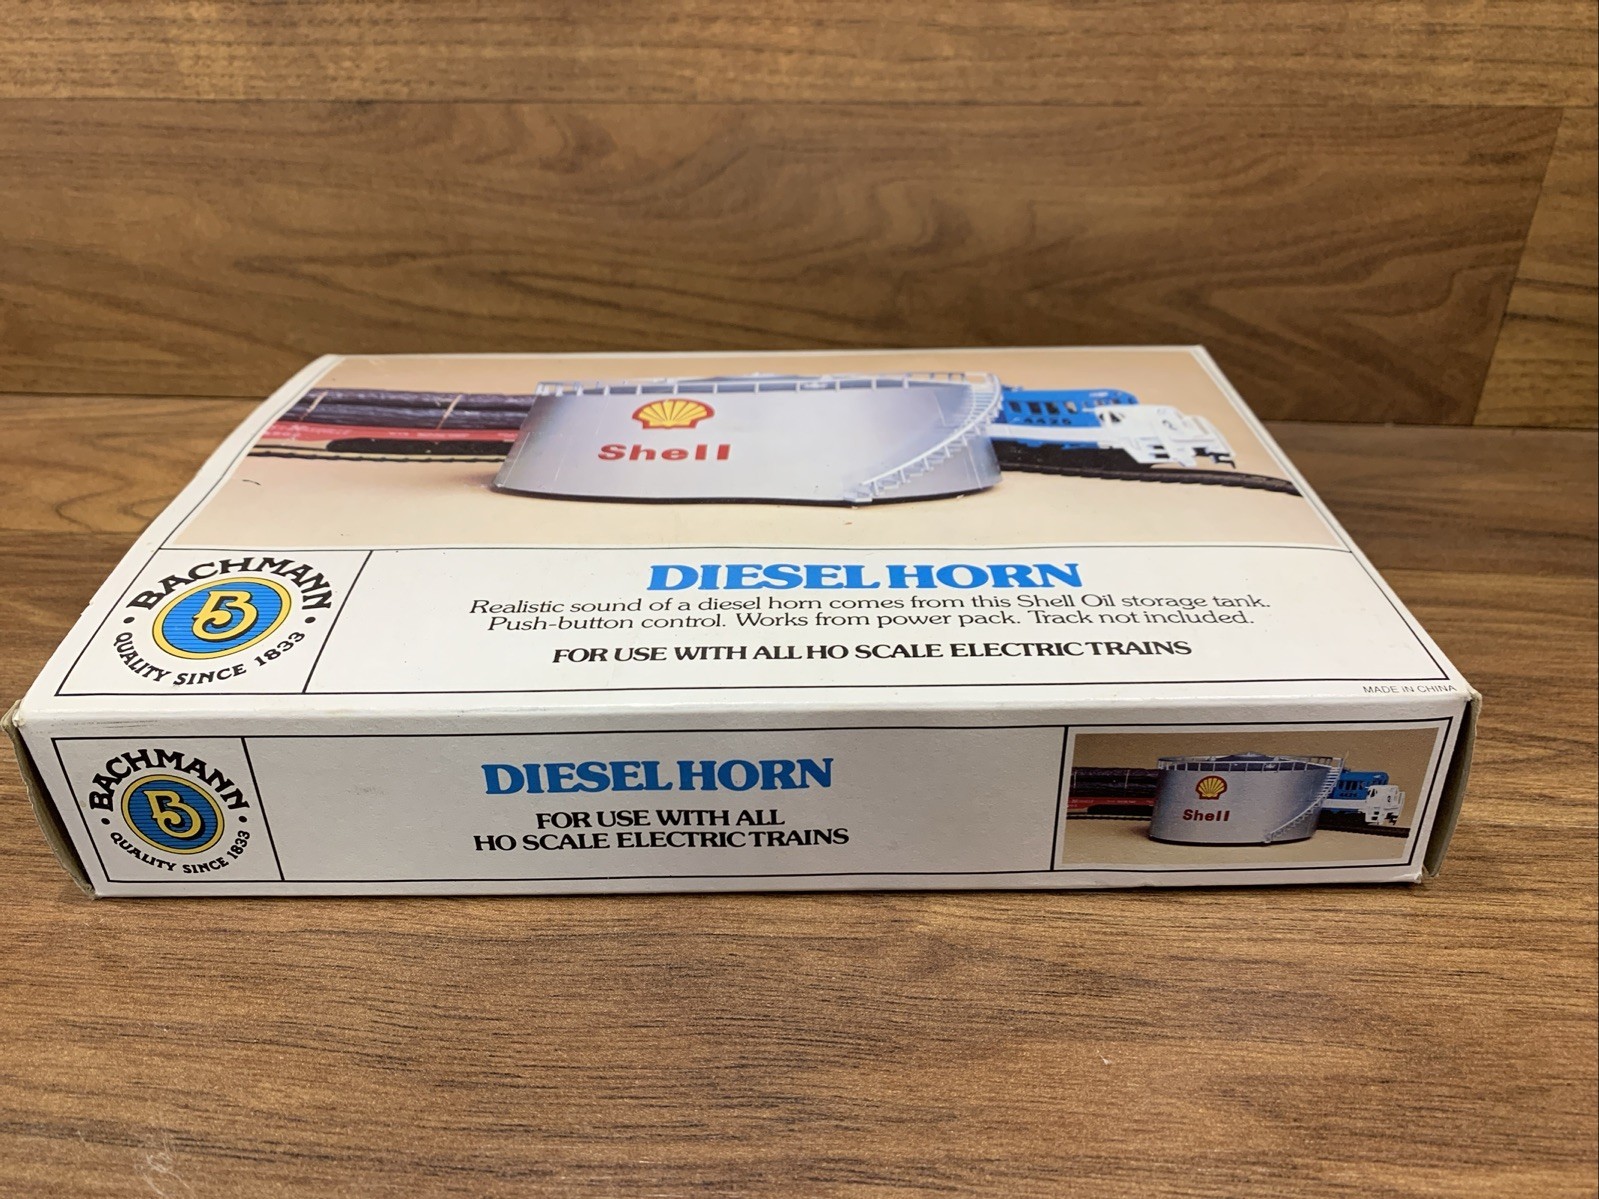 Shell
4426
BACHMANN
B
QUALITY SINCE 1833
DIESEL HORN
Realistic sound of a diesel horn comes from this Shell Oil storage tank.
Push-button control. Works from power pack. Track not included.
FOR USE WITH ALL HO SCALE ELECTRIC TRAINS
MADE IN CHINA
BACHMANN
B
QUALITY SINCE 1833
DIESEL HORN
FOR USE WITH ALL
HO SCALE ELECTRIC TRAINS
Shell